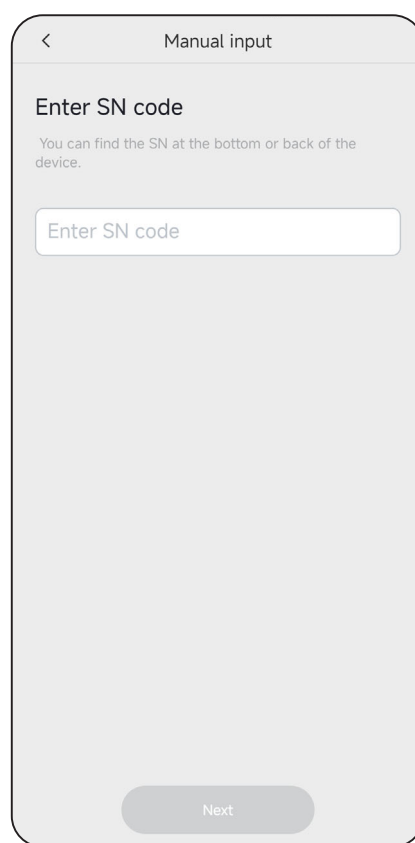 Manual input
Enter SN code
You can find the SN at the bottom or back of the
device.
Enter SN code
Next